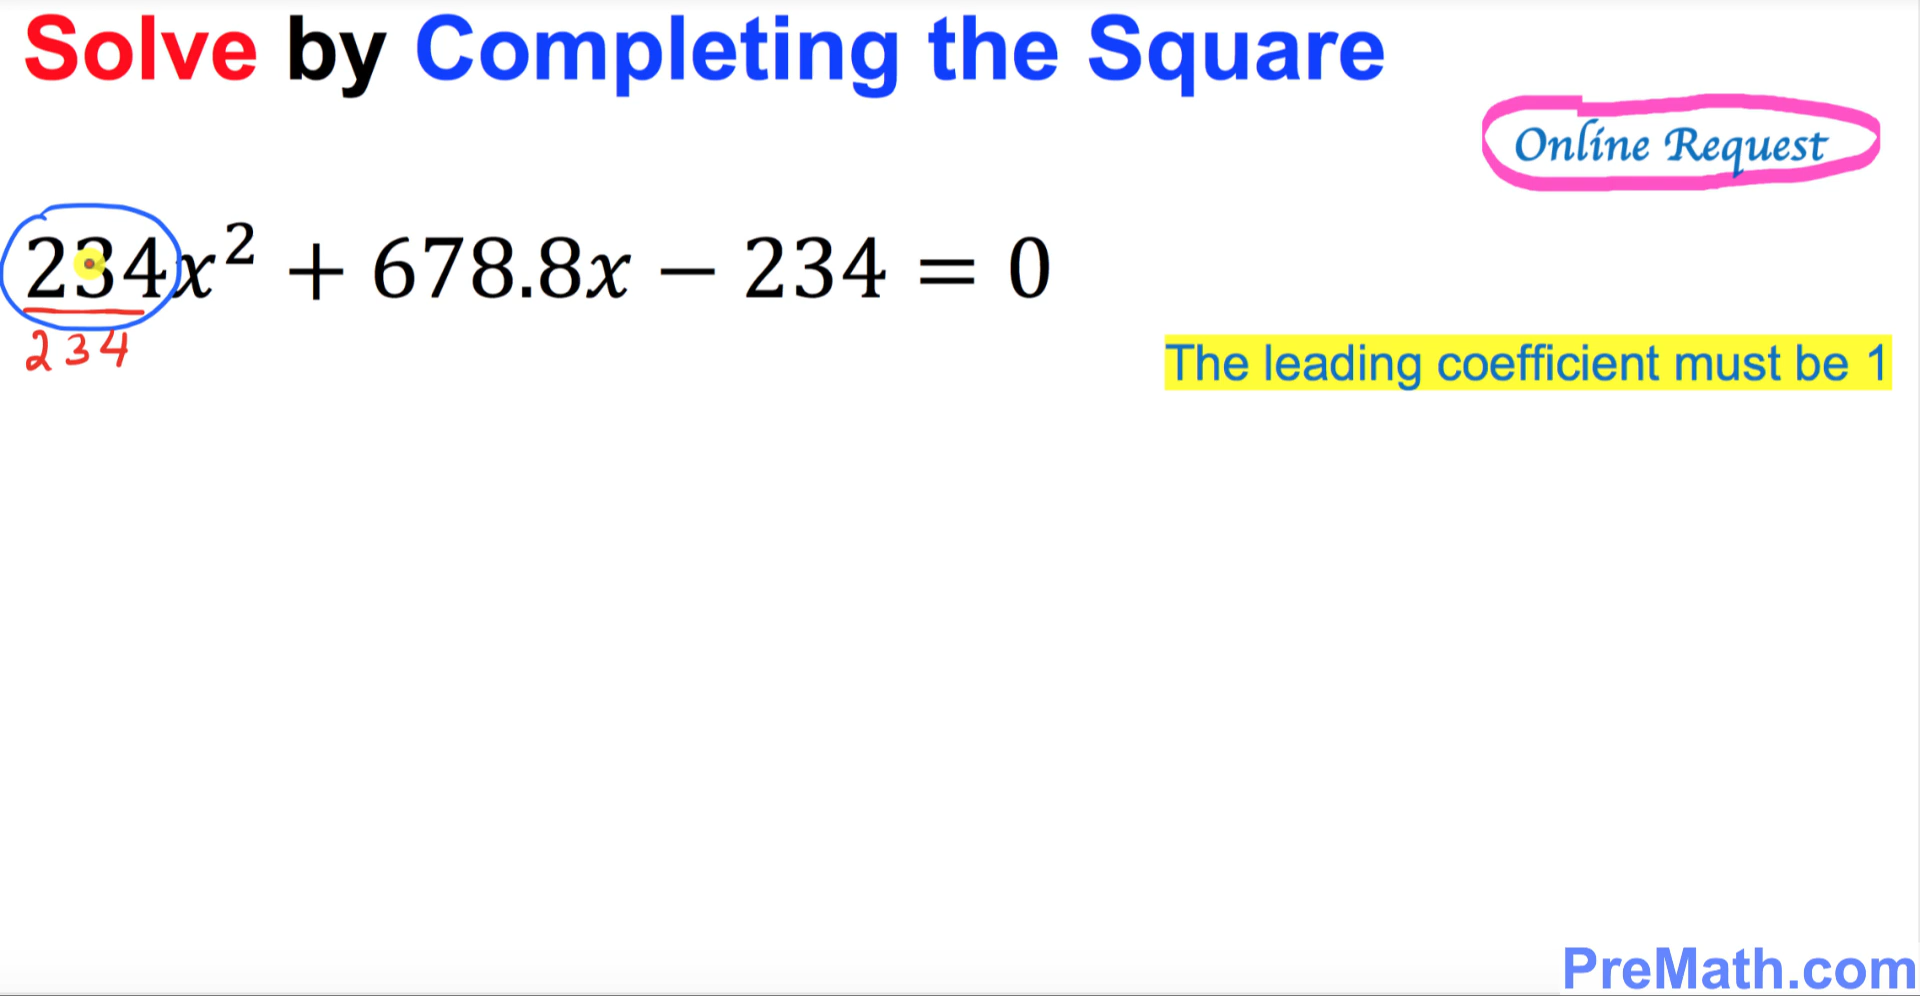 Solve by Completing the Square
Online Request
234x² + 678.8x − 234 = 0
234
The leading coefficient must be 1
PreMath.com